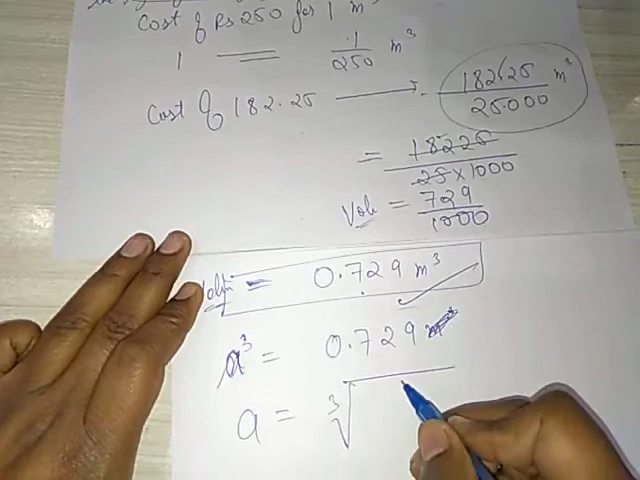 Cost of Rs 250 for 1 m³
1 —— 1/250 m³
Cost of 182.25 → 18225/25000 m³
= 18225/25×1000
Vol = 729/1000
= 0.729 m³
a³ = 0.729
a = ³√